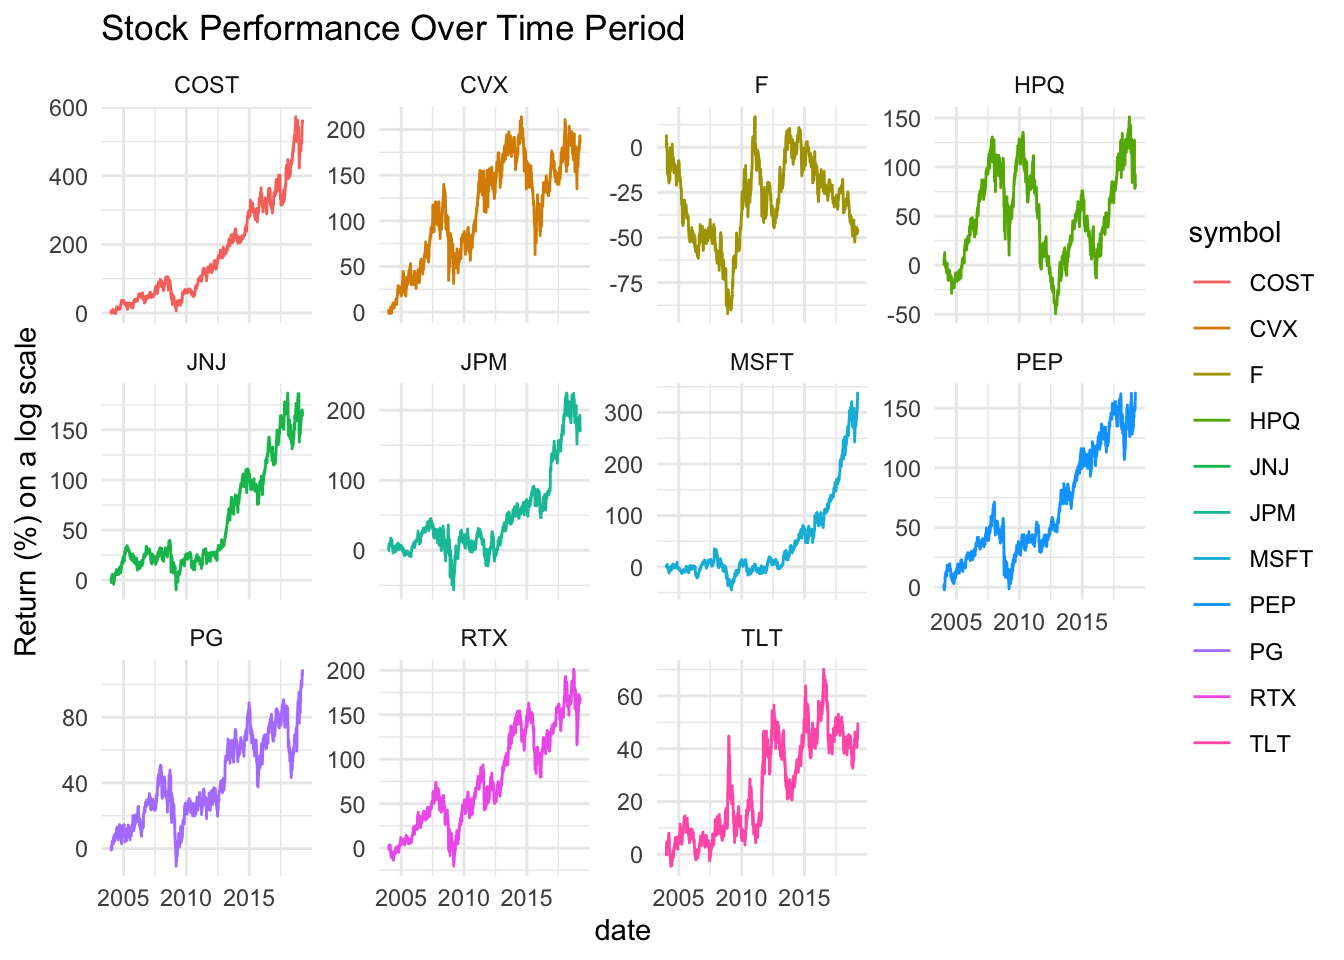 Stock Performance Over Time Period
COST CVX F HPQ
600
400
200
0
200
150
100
50
0
0
-25
-50
-75
150
100
50
0
-50
JNJ JPM MSFT PEP
150
100
50
0
200
100
0
300
200
100
0
150
100
50
0
2005 2010 2015
PG RTX TLT
80
40
0
200
150
100
50
0
60
40
20
0
2005 2010 2015
2005 2010 2015
2005 2010 2015
date
Return (%) on a log scale
symbol
COST
CVX
F
HPQ
JNJ
JPM
MSFT
PEP
PG
RTX
TLT